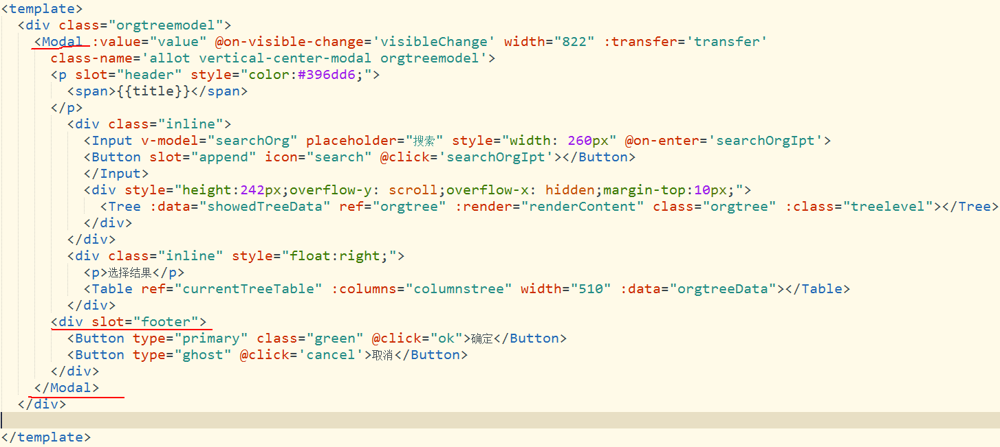 <template>
<div class="orgtreemodel">
<Modal :value="value" @on-visible-change='visibleChange' width="822" :transfer='transfer'
class-name='allot vertical-center-modal orgtreemodel'>
<p slot="header" style="color:#396dd6;">
<span>{{title}}</span>
</p>
<div class="inline">
<Input v-model="searchOrg" placeholder="搜索" style="width: 260px" @on-enter='searchOrgIpt'>
<Button slot="append" icon="search" @click='searchOrgIpt'></Button>
</Input>
<div style="height:242px;overflow-y: scroll;overflow-x: hidden;margin-top:10px;">
<Tree :data="showedTreeData" ref="orgtree" :render="renderContent" class="orgtree" :class="treelevel"></Tree>
</div>
</div>
<div class="inline" style="float:right;">
<p>选择结果</p>
<Table ref="currentTreeTable" :columns="columnstree" width="510" :data="orgtreeData"></Table>
</div>
<div slot="footer">
<Button type="primary" class="green" @click="ok">确定</Button>
<Button type="ghost" @click='cancel'>取消</Button>
</div>
</Modal>
</div>
</template>